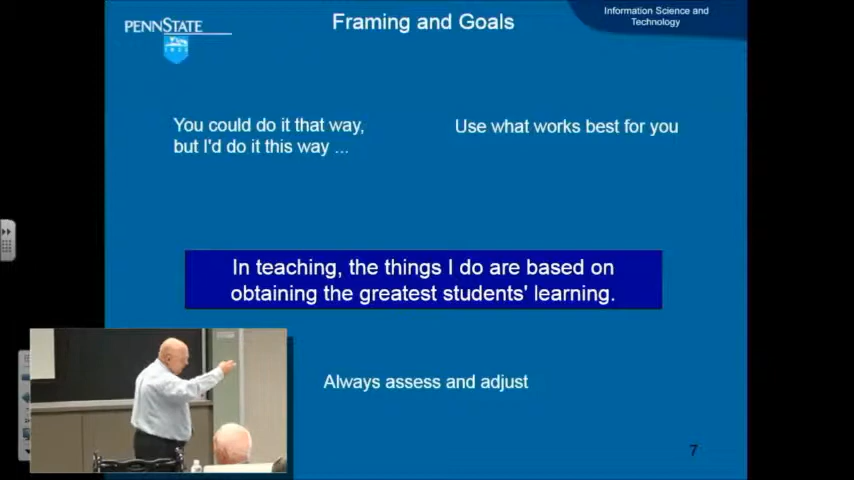 PENNSTATE
1855
Framing and Goals
Information Science and
Technology
You could do it that way,
but I'd do it this way ...
Use what works best for you
In teaching, the things I do are based on
obtaining the greatest students' learning.
Always assess and adjust
7